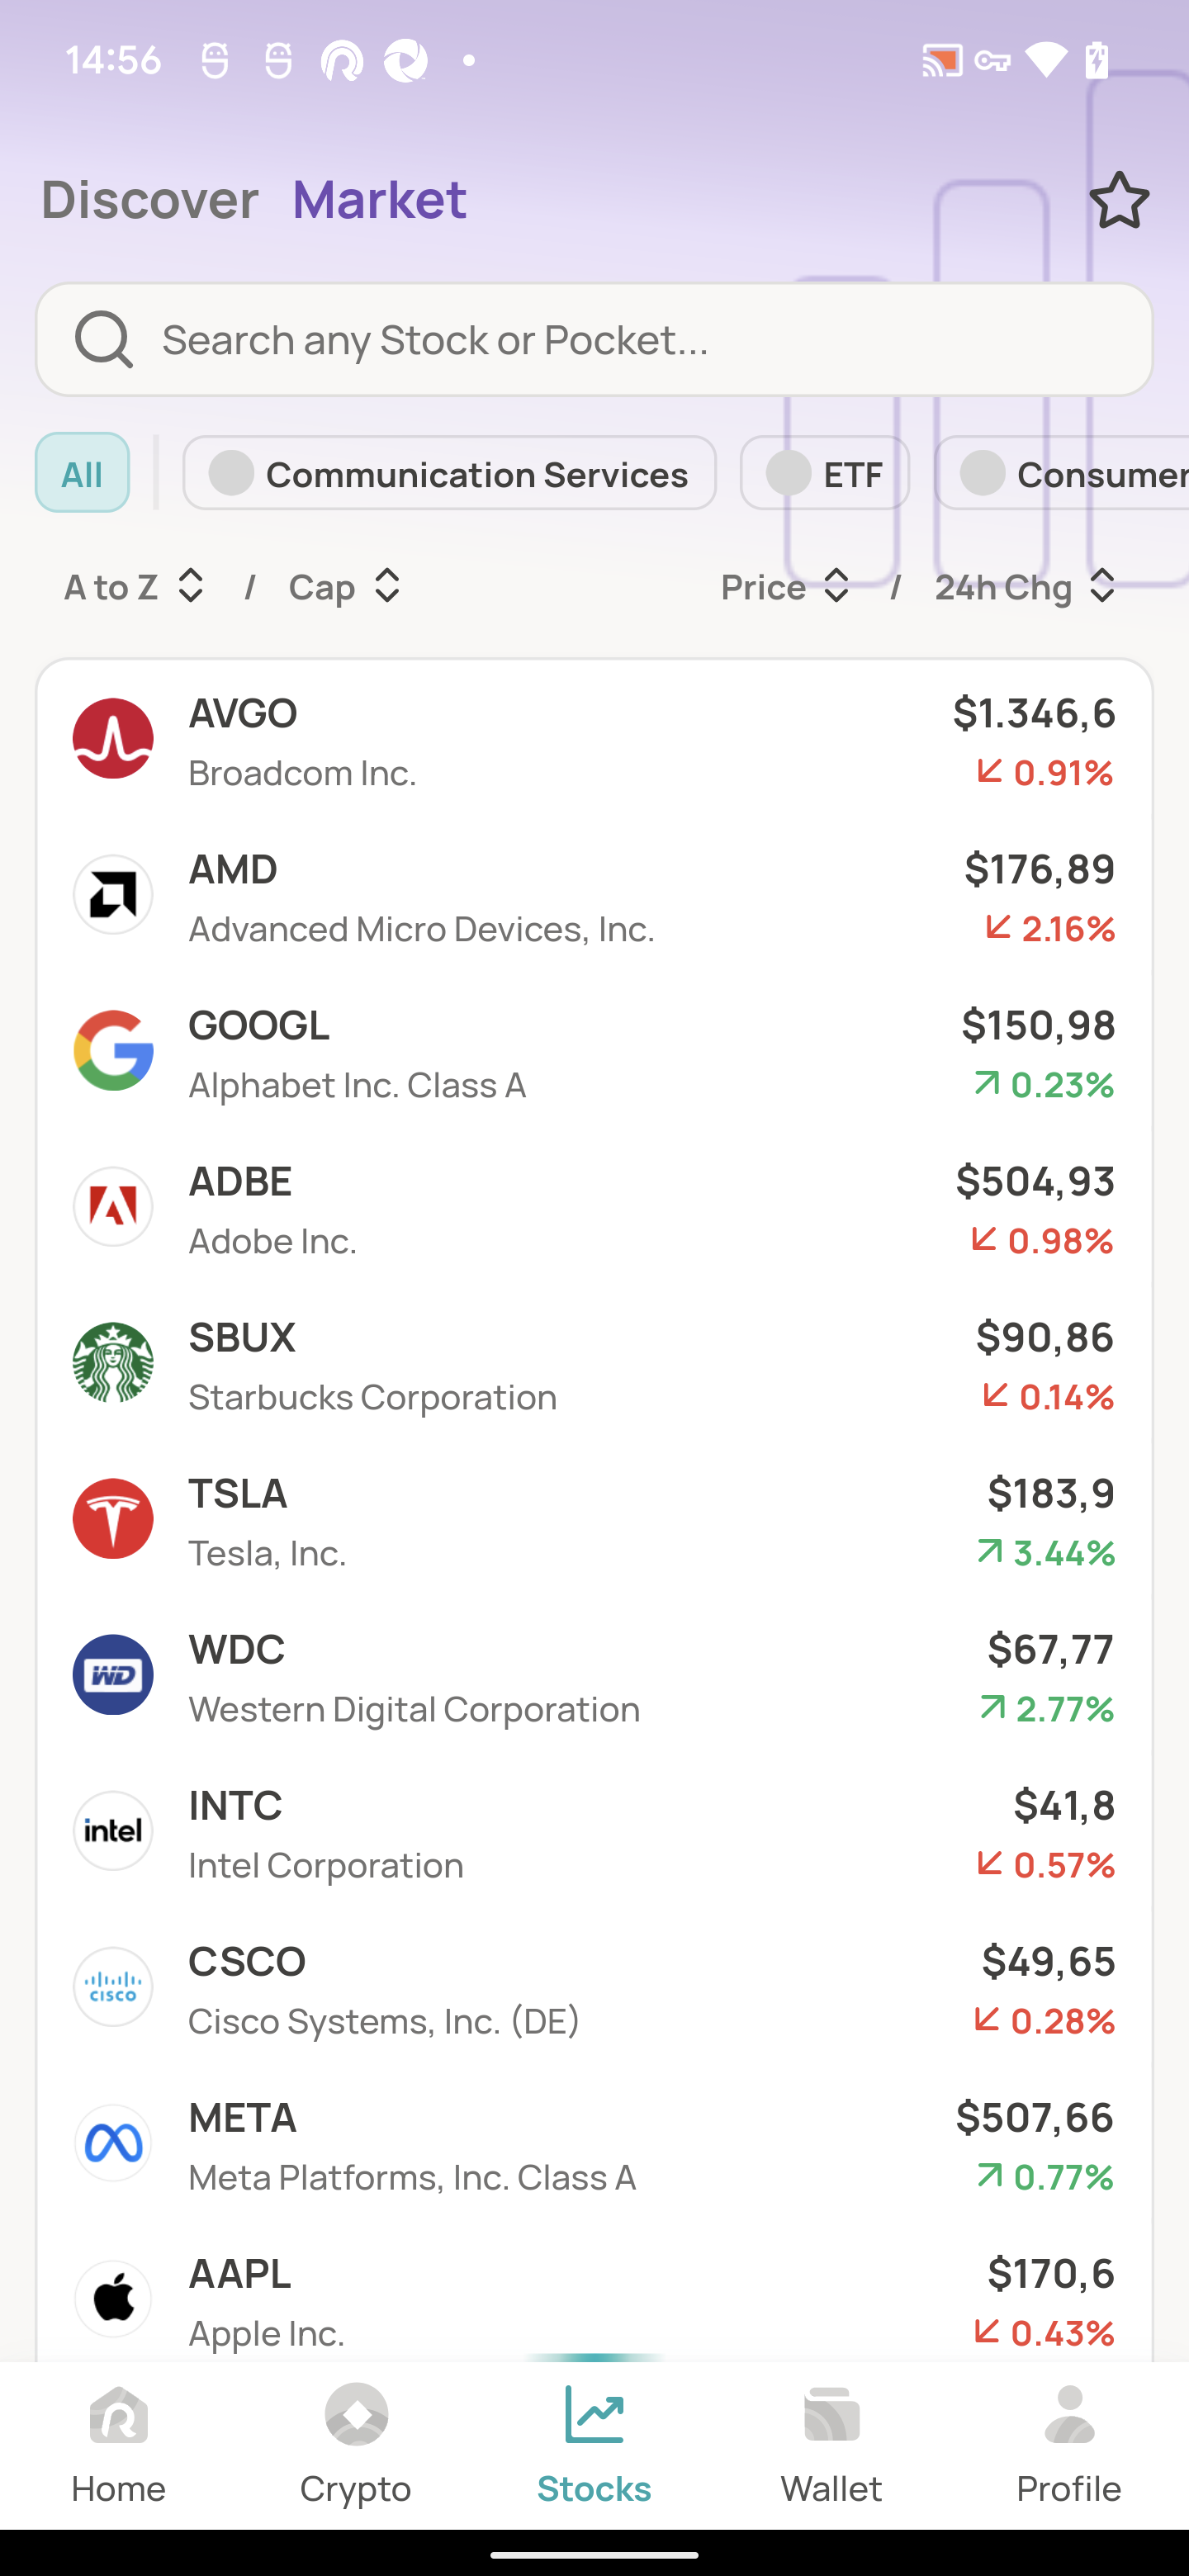 14:56
Discover Market
Search any Stock or Pocket...
All Communication Services ETF Consumer
A to Z / Cap Price / 24h Chg
AVGO $1.346,6
Broadcom Inc. 0.91%
AMD $176,89
Advanced Micro Devices, Inc. 2.16%
GOOGL $150,98
Alphabet Inc. Class A 0.23%
ADBE $504,93
Adobe Inc. 0.98%
SBUX $90,86
Starbucks Corporation 0.14%
TSLA $183,9
Tesla, Inc. 3.44%
WD
WDC $67,77
Western Digital Corporation 2.77%
intel
INTC $41,8
Intel Corporation 0.57%
CISCO
CSCO $49,65
Cisco Systems, Inc. (DE) 0.28%
META $507,66
Meta Platforms, Inc. Class A 0.77%
AAPL $170,6
Apple Inc. 0.43%
Home Crypto Stocks Wallet Profile